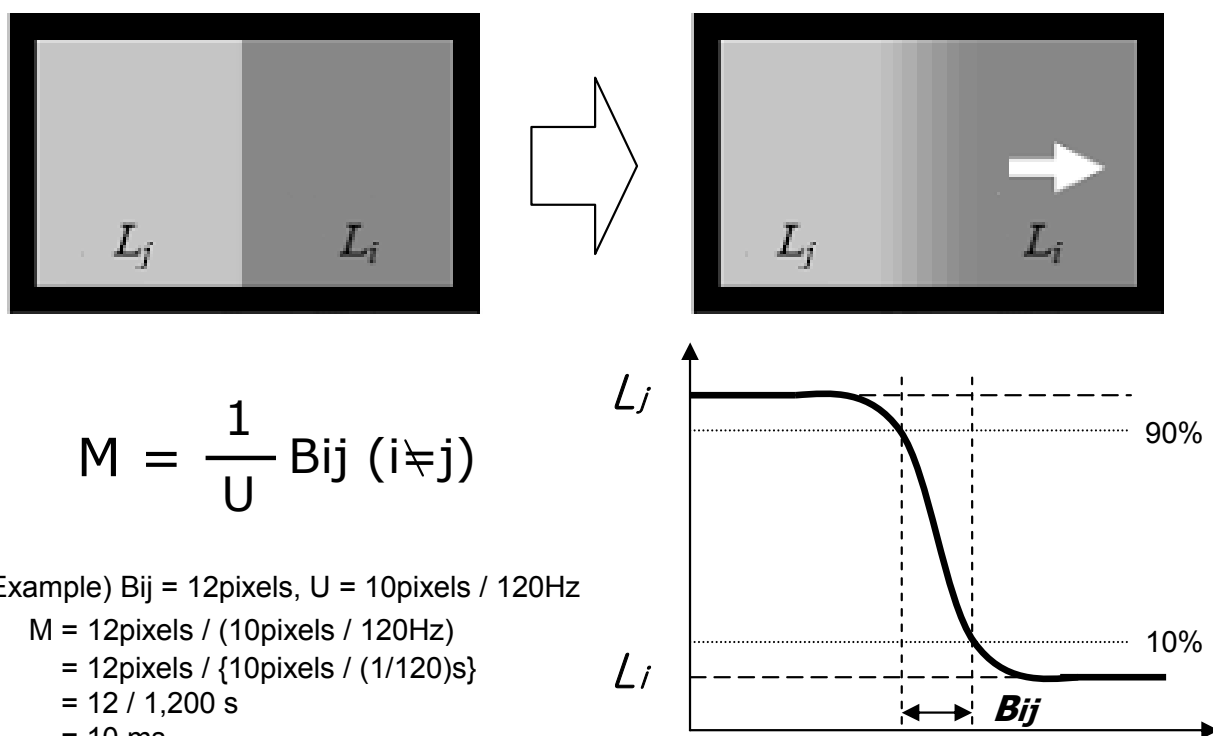 Lj Li
Lj Li
M = 1/U Bij (i≒j)
Example) Bij = 12pixels, U = 10pixels / 120Hz
M = 12pixels / (10pixels / 120Hz)
= 12pixels / {10pixels / (1/120)s}
= 12 / 1,200 s
= 10 ms
Lj
90%
10%
Li
Bij